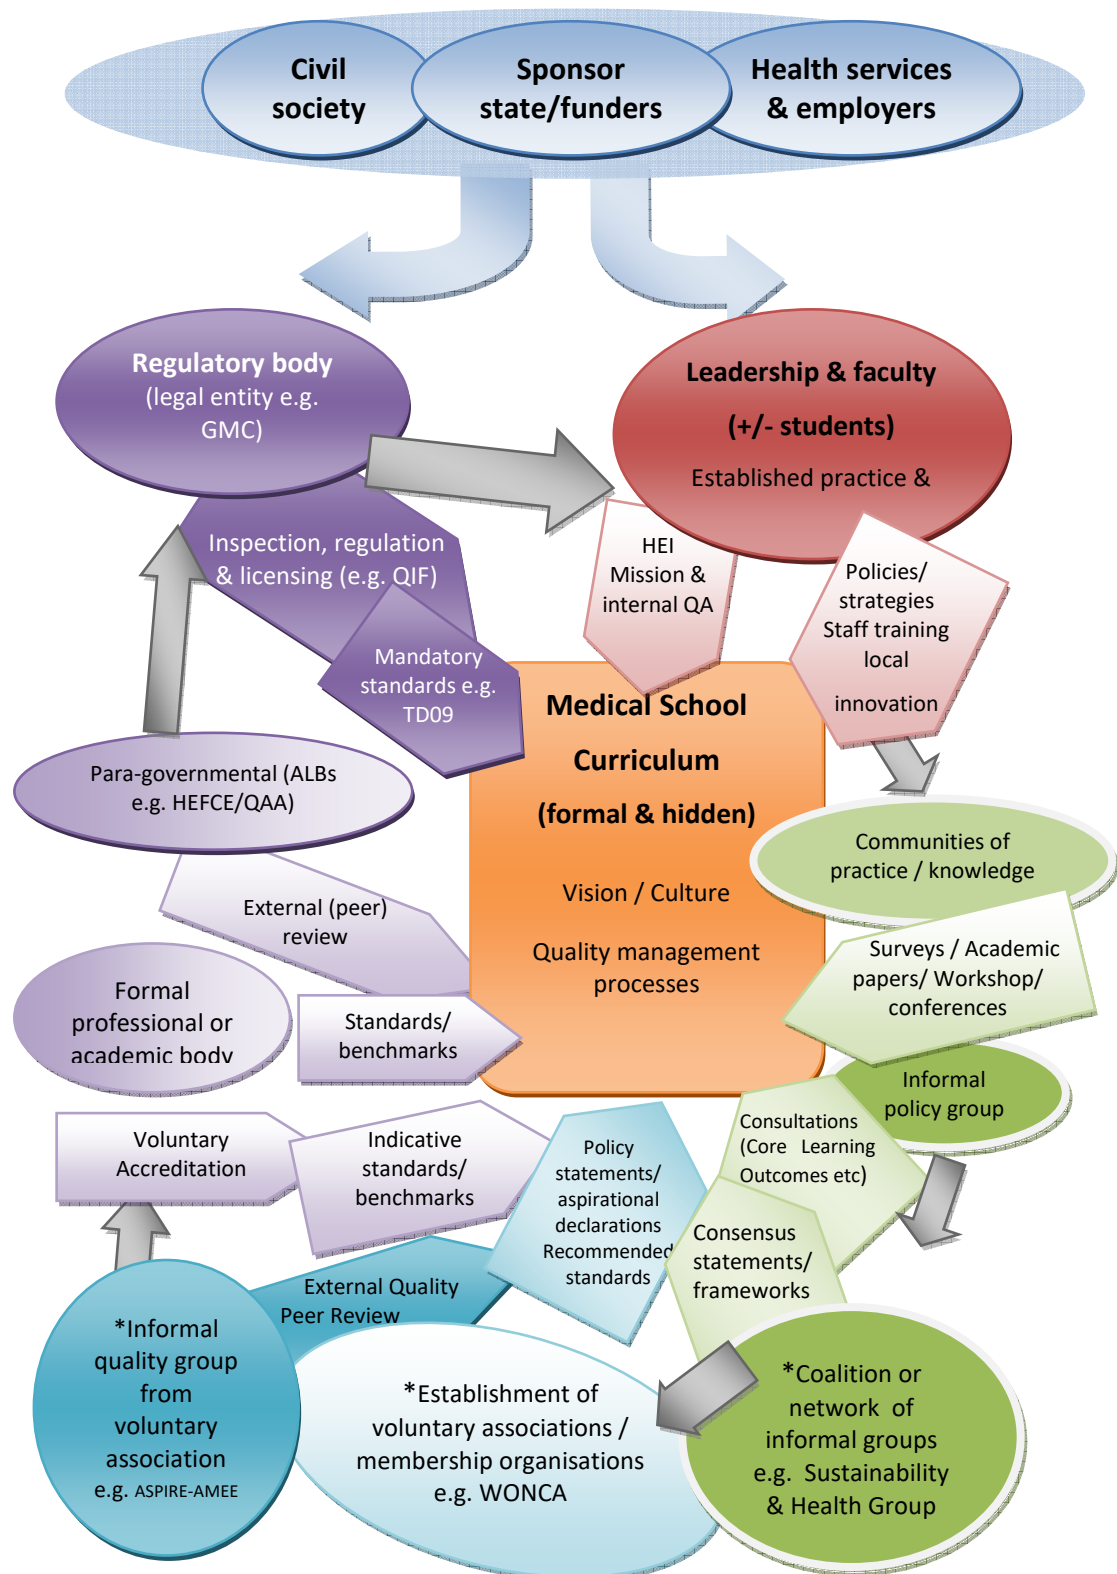 Civil
society
Sponsor
state/funders
Health services
& employers
Regulatory body
(legal entity e.g.
GMC)
Leadership & faculty
(+/- students)
Established practice &
Inspection, regulation
& licensing (e.g. QIF)
HEI
Mission &
internal QA
Policies/
strategies
Staff training
local
innovation
Mandatory
standards e.g.
TD09
Medical School
Curriculum
(formal & hidden)
Vision / Culture
Quality management
processes
Para-governmental (ALBs
e.g. HEFCE/QAA)
Communities of
practice / knowledge
External (peer)
review
Surveys / Academic
papers/ Workshop/
conferences
Formal
professional or
academic body
Standards/
benchmarks
Informal
policy group
Voluntary
Accreditation
Indicative
standards/
benchmarks
Policy
statements/
aspirational
declarations
Recommended
standards
Consultations
(Core Learning
Outcomes etc)
Consensus
statements/
frameworks
External Quality
Peer Review
*Informal
quality group
from
voluntary
association
e.g. ASPIRE-AMEE
*Establishment of
voluntary associations /
membership organisations
e.g. WONCA
*Coalition or
network of
informal groups
e.g. Sustainability
& Health Group